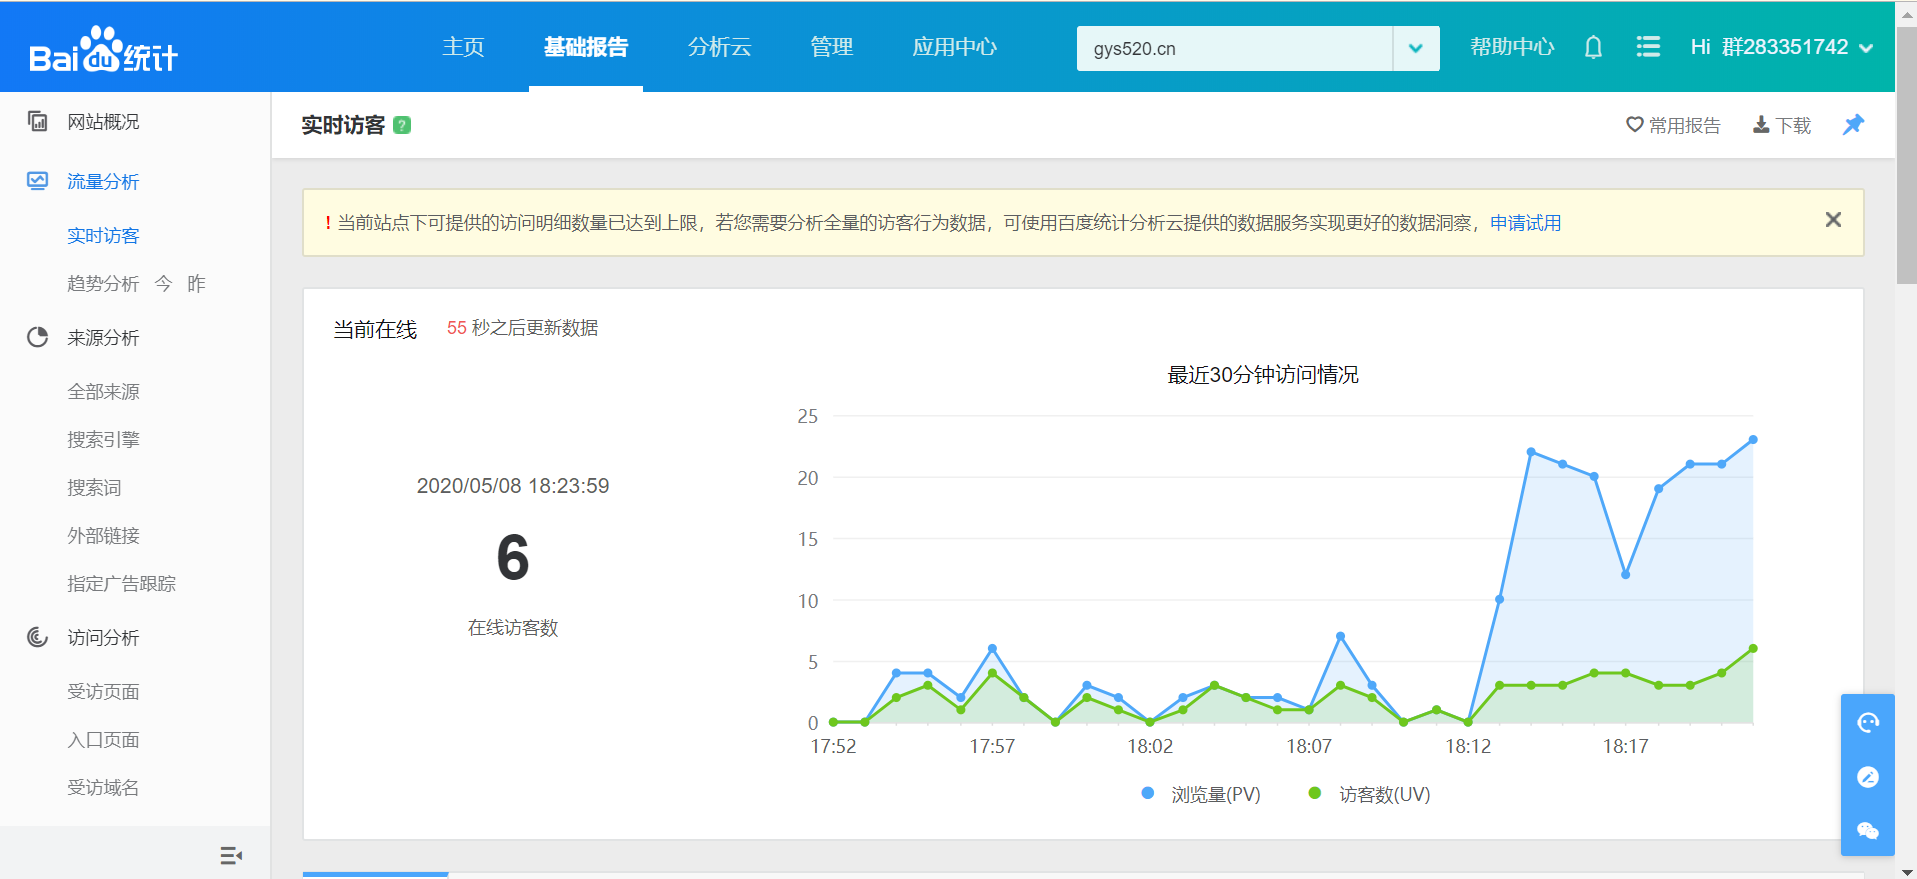 Bai du 统计
主页
基础报告
分析云
管理
应用中心
gys520.cn
帮助中心
Hi 群283351742
网站概况
流量分析
实时访客
趋势分析 今 昨
来源分析
全部来源
搜索引擎
搜索词
外部链接
指定广告跟踪
访问分析
受访页面
入口页面
受访域名
实时访客 ?
常用报告
下载
! 当前站点下可提供的访问明细数量已达到上限，若您需要分析全量的访客行为数据，可使用百度统计分析云提供的数据服务实现更好的数据洞察，申请试用
当前在线 55 秒之后更新数据
2020/05/08 18:23:59
6
在线访客数
最近30分钟访问情况
25
20
15
10
5
0
17:52 17:57 18:02 18:07 18:12 18:17
浏览量(PV) 访客数(UV)